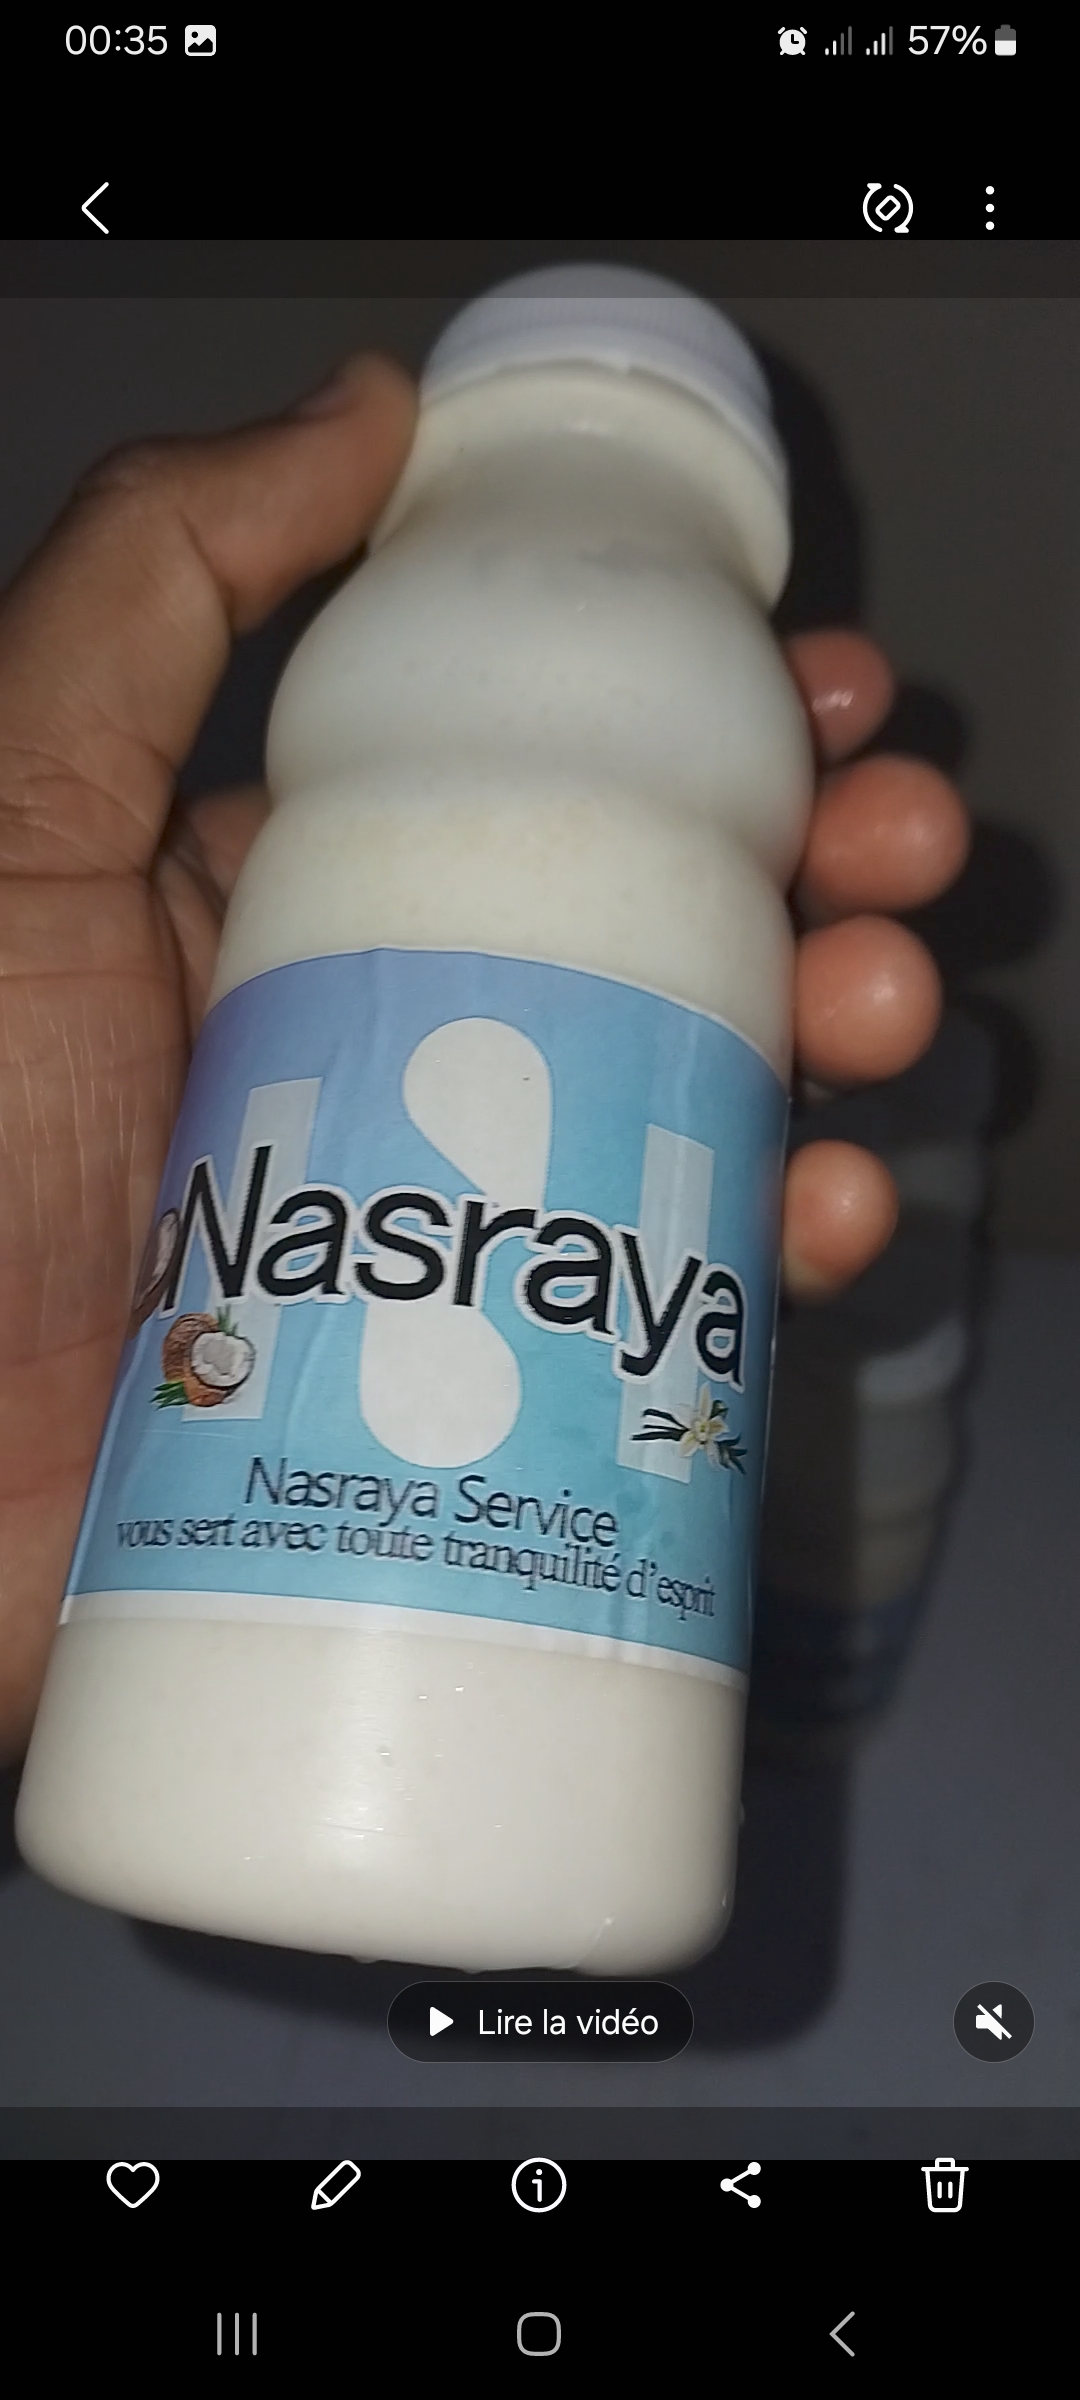 00:35
57%
Nasraya
Nasraya Service
vous sert avec toute tranquilité d'esprit
Lire la vidéo